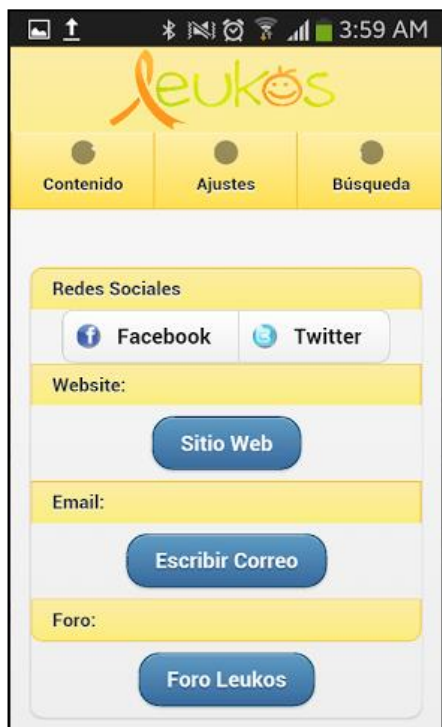 3:59 AM
leukos
Contenido Ajustes Búsqueda
Redes Sociales
Facebook Twitter
Website:
Sitio Web
Email:
Escribir Correo
Foro:
Foro Leukos